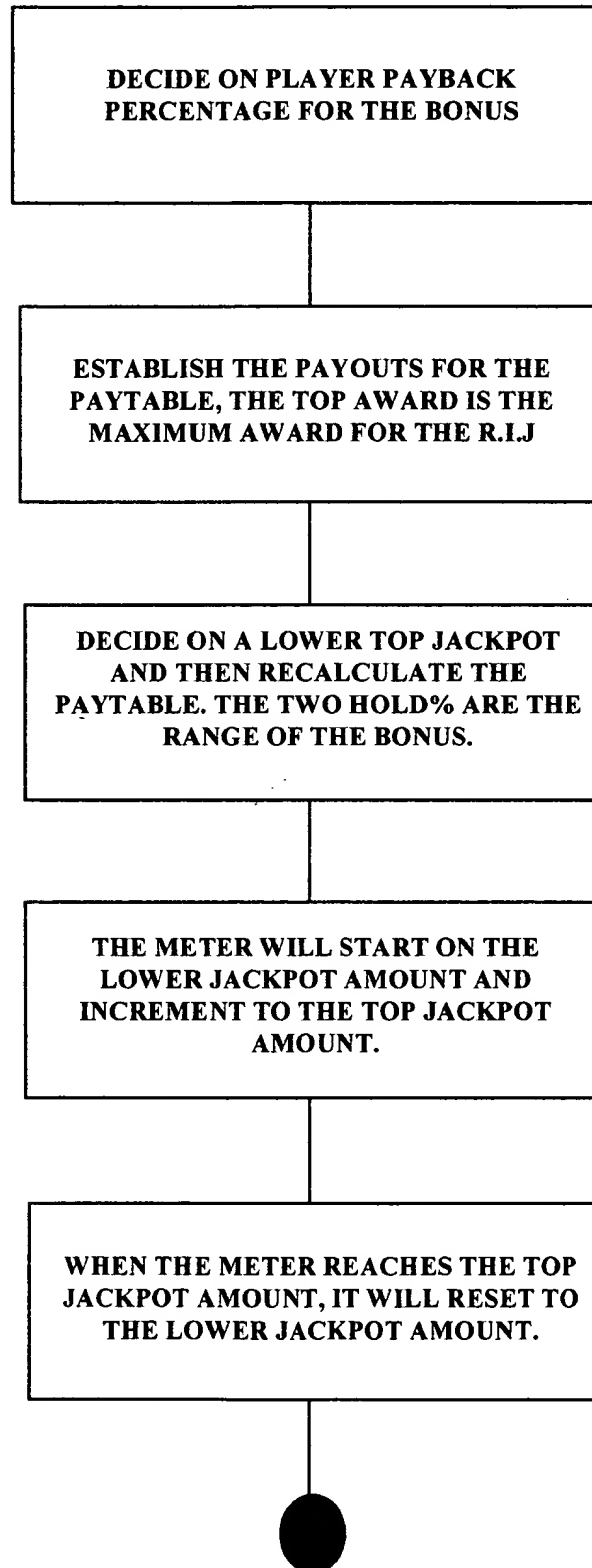 DECIDE ON PLAYER PAYBACK
PERCENTAGE FOR THE BONUS
ESTABLISH THE PAYOUTS FOR THE
PAYTABLE, THE TOP AWARD IS THE
MAXIMUM AWARD FOR THE R.I.J
DECIDE ON A LOWER TOP JACKPOT
AND THEN RECALCULATE THE
PAYTABLE. THE TWO HOLD% ARE THE
RANGE OF THE BONUS.
THE METER WILL START ON THE
LOWER JACKPOT AMOUNT AND
INCREMENT TO THE TOP JACKPOT
AMOUNT.
WHEN THE METER REACHES THE TOP
JACKPOT AMOUNT, IT WILL RESET TO
THE LOWER JACKPOT AMOUNT.